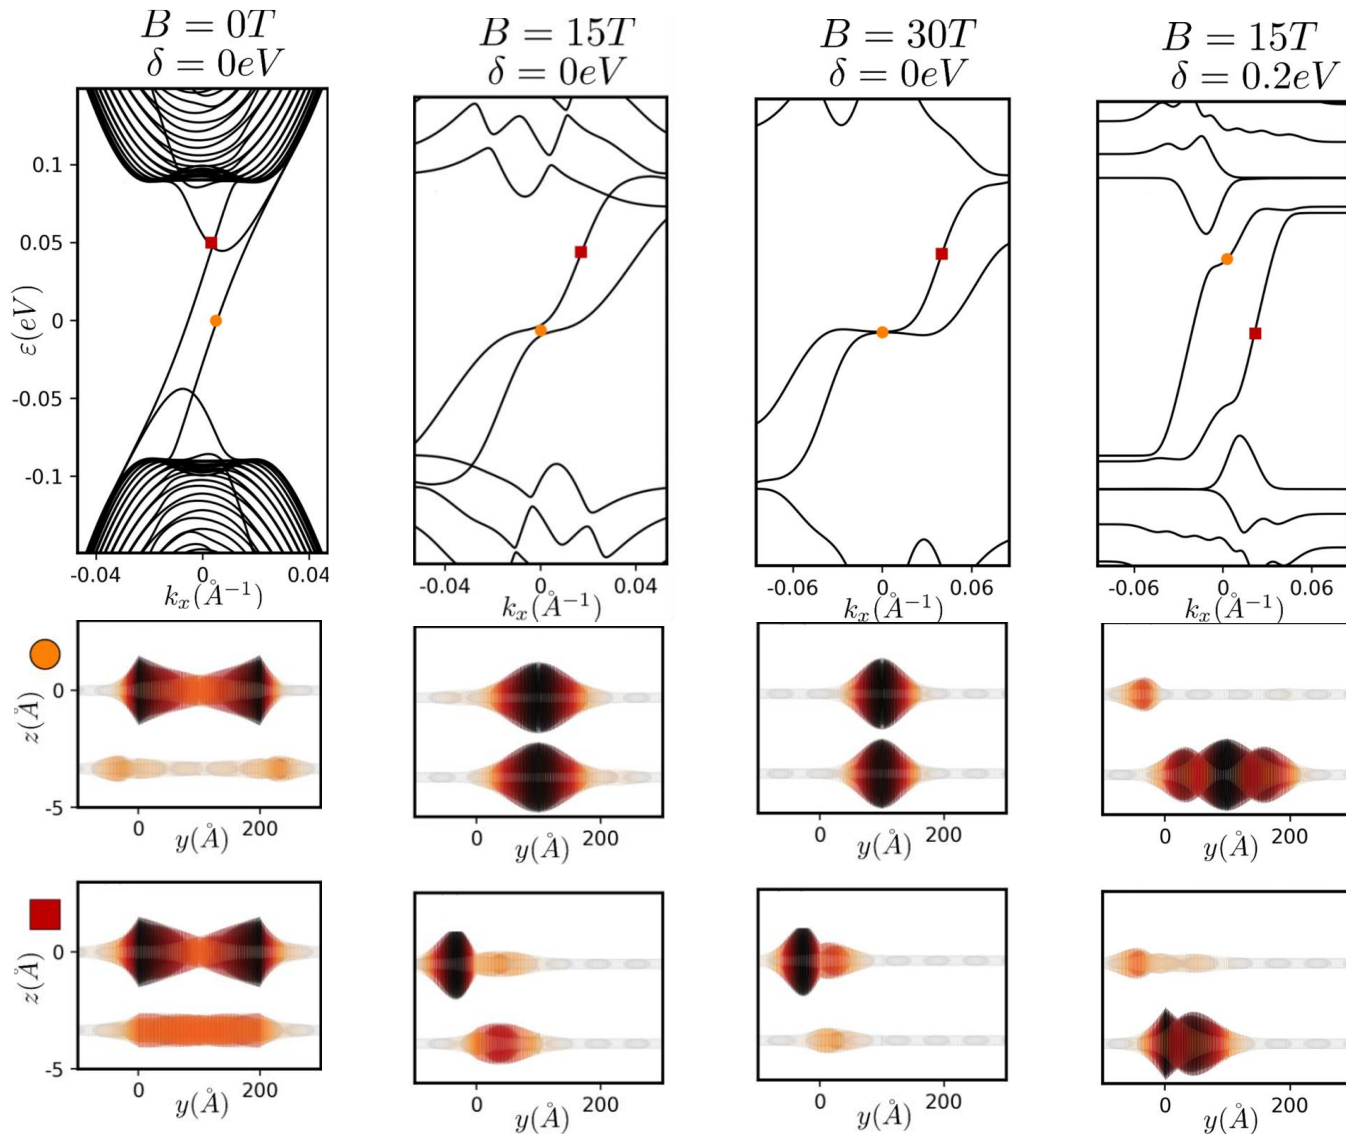 B = 0T
δ = 0eV
B = 15T
δ = 0eV
B = 30T
δ = 0eV
B = 15T
δ = 0.2eV
ε(eV)
0.1
0.05
0
-0.05
-0.1
-0.04 0 0.04
k_x(Å⁻¹)
-0.04 0 0.04
k_x(Å⁻¹)
-0.06 0 0.06
k_x(Å⁻¹)
-0.06 0 0.06
k_x(Å⁻¹)
z(Å)
0
-5
0 200
y(Å)
0 200
y(Å)
0 200
y(Å)
0 200
y(Å)
z(Å)
0
-5
0 200
y(Å)
0 200
y(Å)
0 200
y(Å)
0 200
y(Å)